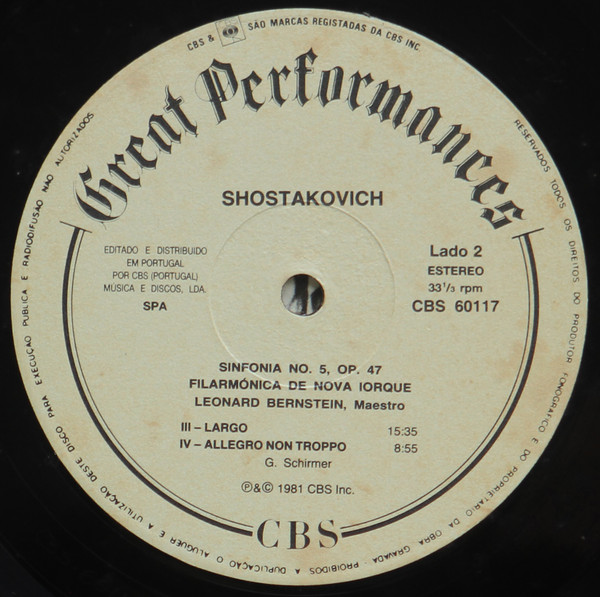 CBS & SÃO MARCAS REGISTADAS DA CBS INC.
RESERVADOS TODOS OS DIREITOS DO PRODUTOR FONOGRÁFICO E DO PROPRIETÁRIO DA OBRA GRAVADA · PROIBIDOS A DUPLICAÇÃO O ALUGUER E A UTILIZAÇÃO DESTE DISCO PARA EXECUÇÃO PÚBLICA E RADIODIFUSÃO NÃO AUTORIZADOS
Great Performances
SHOSTAKOVICH
EDITADO E DISTRIBUIDO
EM PORTUGAL
POR CBS (PORTUGAL)
MÚSICA E DISCOS, LDA.
SPA
Lado 2
ESTEREO
33 1/3 rpm
CBS 60117
SINFONIA NO. 5, OP. 47
FILARMÓNICA DE NOVA IORQUE
LEONARD BERNSTEIN, Maestro
III – LARGO 15:35
IV – ALLEGRO NON TROPPO 8:55
G. Schirmer
℗&© 1981 CBS Inc.
CBS